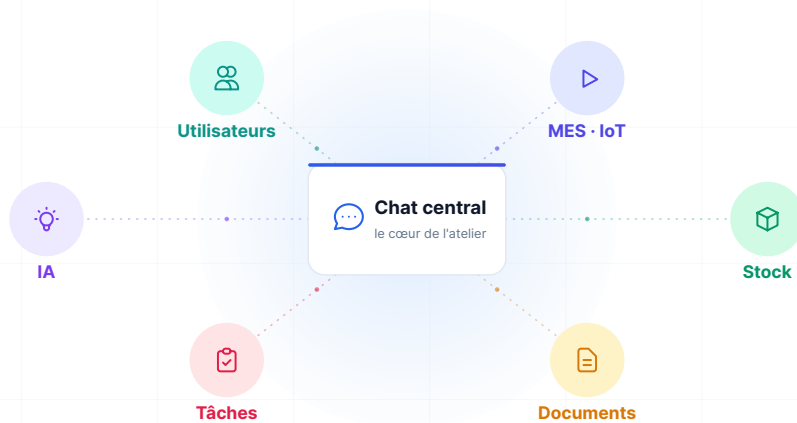 Utilisateurs
MES · IoT
Chat central
le cœur de l'atelier
IA
Stock
Tâches
Documents